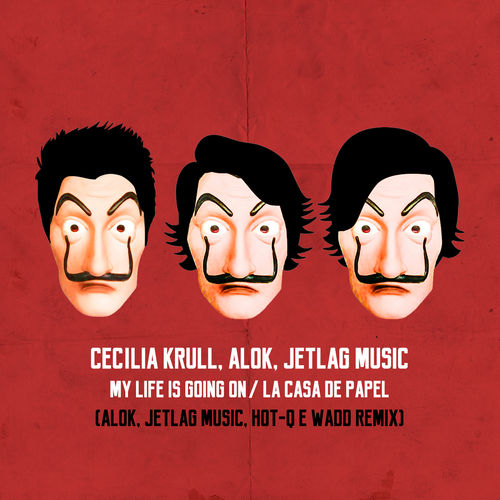 CECILIA KRULL, ALOK, JETLAG MUSIC
MY LIFE IS GOING ON / LA CASA DE PAPEL
(ALOK, JETLAG MUSIC, HOT-Q E WADD REMIX)